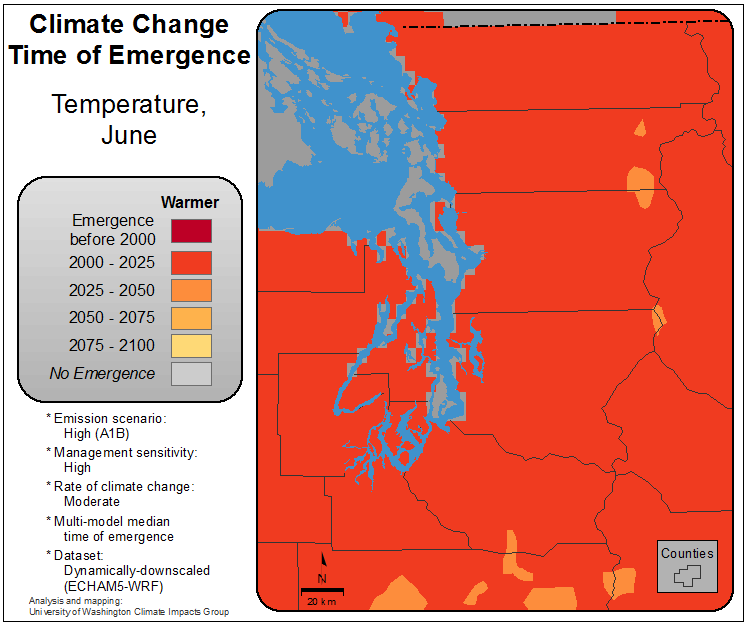 Climate Change
Time of Emergence
Temperature,
June
Warmer
Emergence
before 2000
2000 - 2025
2025 - 2050
2050 - 2075
2075 - 2100
No Emergence
* Emission scenario:
High (A1B)
* Management sensitivity:
High
* Rate of climate change:
Moderate
* Multi-model median
time of emergence
* Dataset:
Dynamically-downscaled
(ECHAM5-WRF)
Analysis and mapping:
University of Washington Climate Impacts Group
N
20 km
Counties